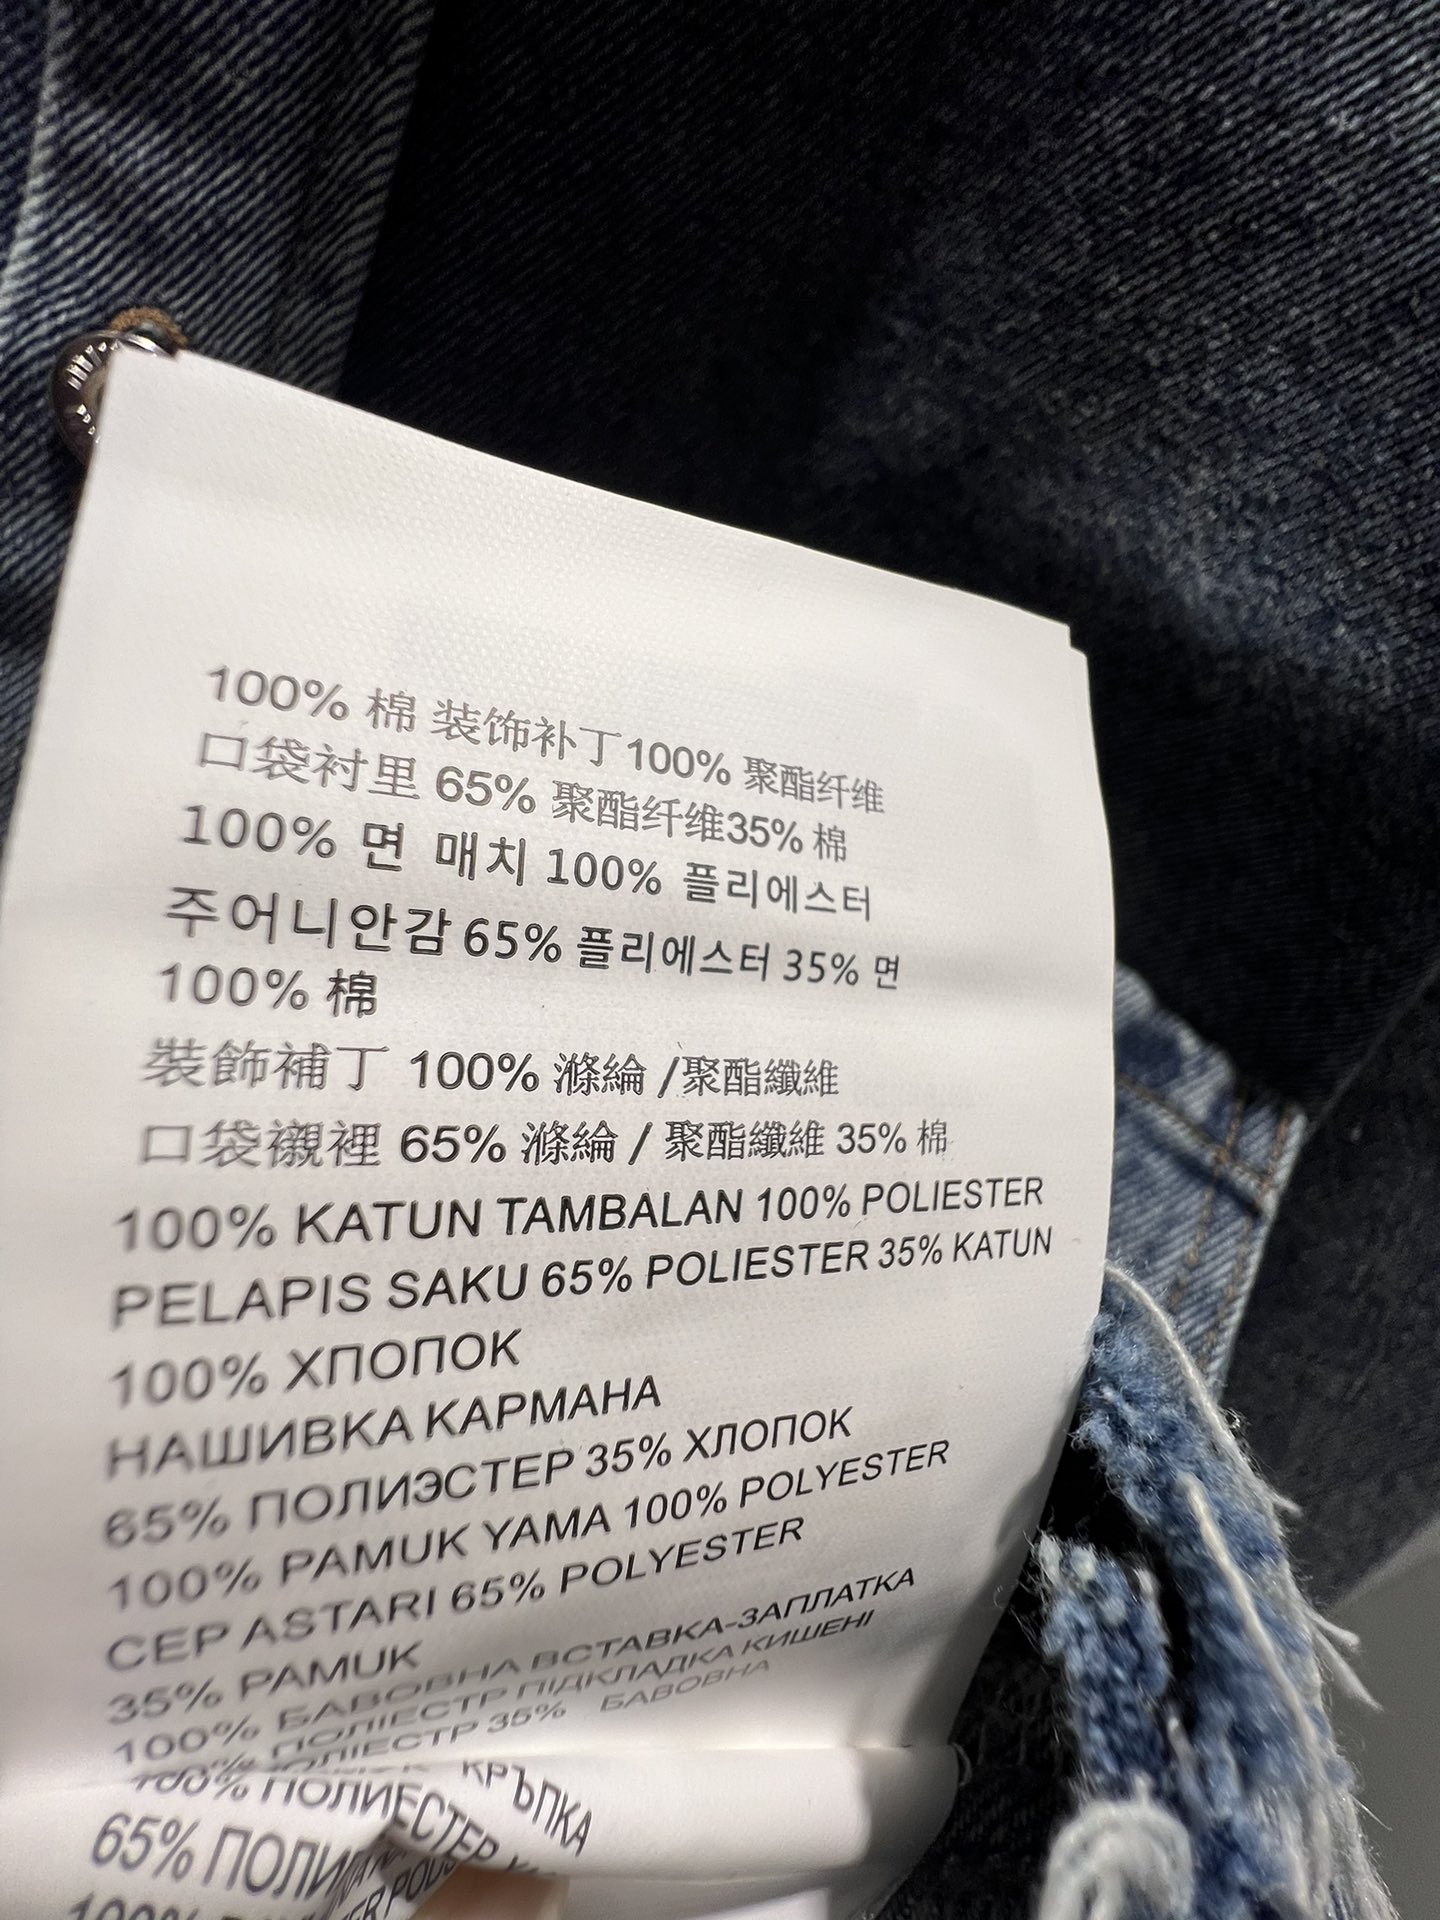 100% 棉 装饰补丁100% 聚酯纤维
口袋衬里 65% 聚酯纤维35% 棉
100% 면 매치 100% 플리에스터
주어니안감 65% 플리에스터 35% 면
100% 棉
裝飾補丁 100% 滌綸 /聚酯纖維
口袋襯裡 65% 滌綸 / 聚酯纖維 35% 棉
100% KATUN TAMBALAN 100% POLIESTER
PELAPIS SAKU 65% POLIESTER 35% KATUN
100% ХЛОПОК
НАШИВКА КАРМАНА
65% ПОЛИЭСТЕР 35% ХЛОПОК
100% PAMUK YAMA 100% POLYESTER
CEP ASTARI 65% POLYESTER
35% PAMUK
100% БАВОВНА ВСТАВКА-ЗАПЛАТКА
100% ПОЛІЕСТР ПІДКЛАДКА КИШЕНІ
ПОЛІЕСТР 35% БАВОВНА
КРЪПКА
100% ПОЛИЕСТЕР
65%
100%